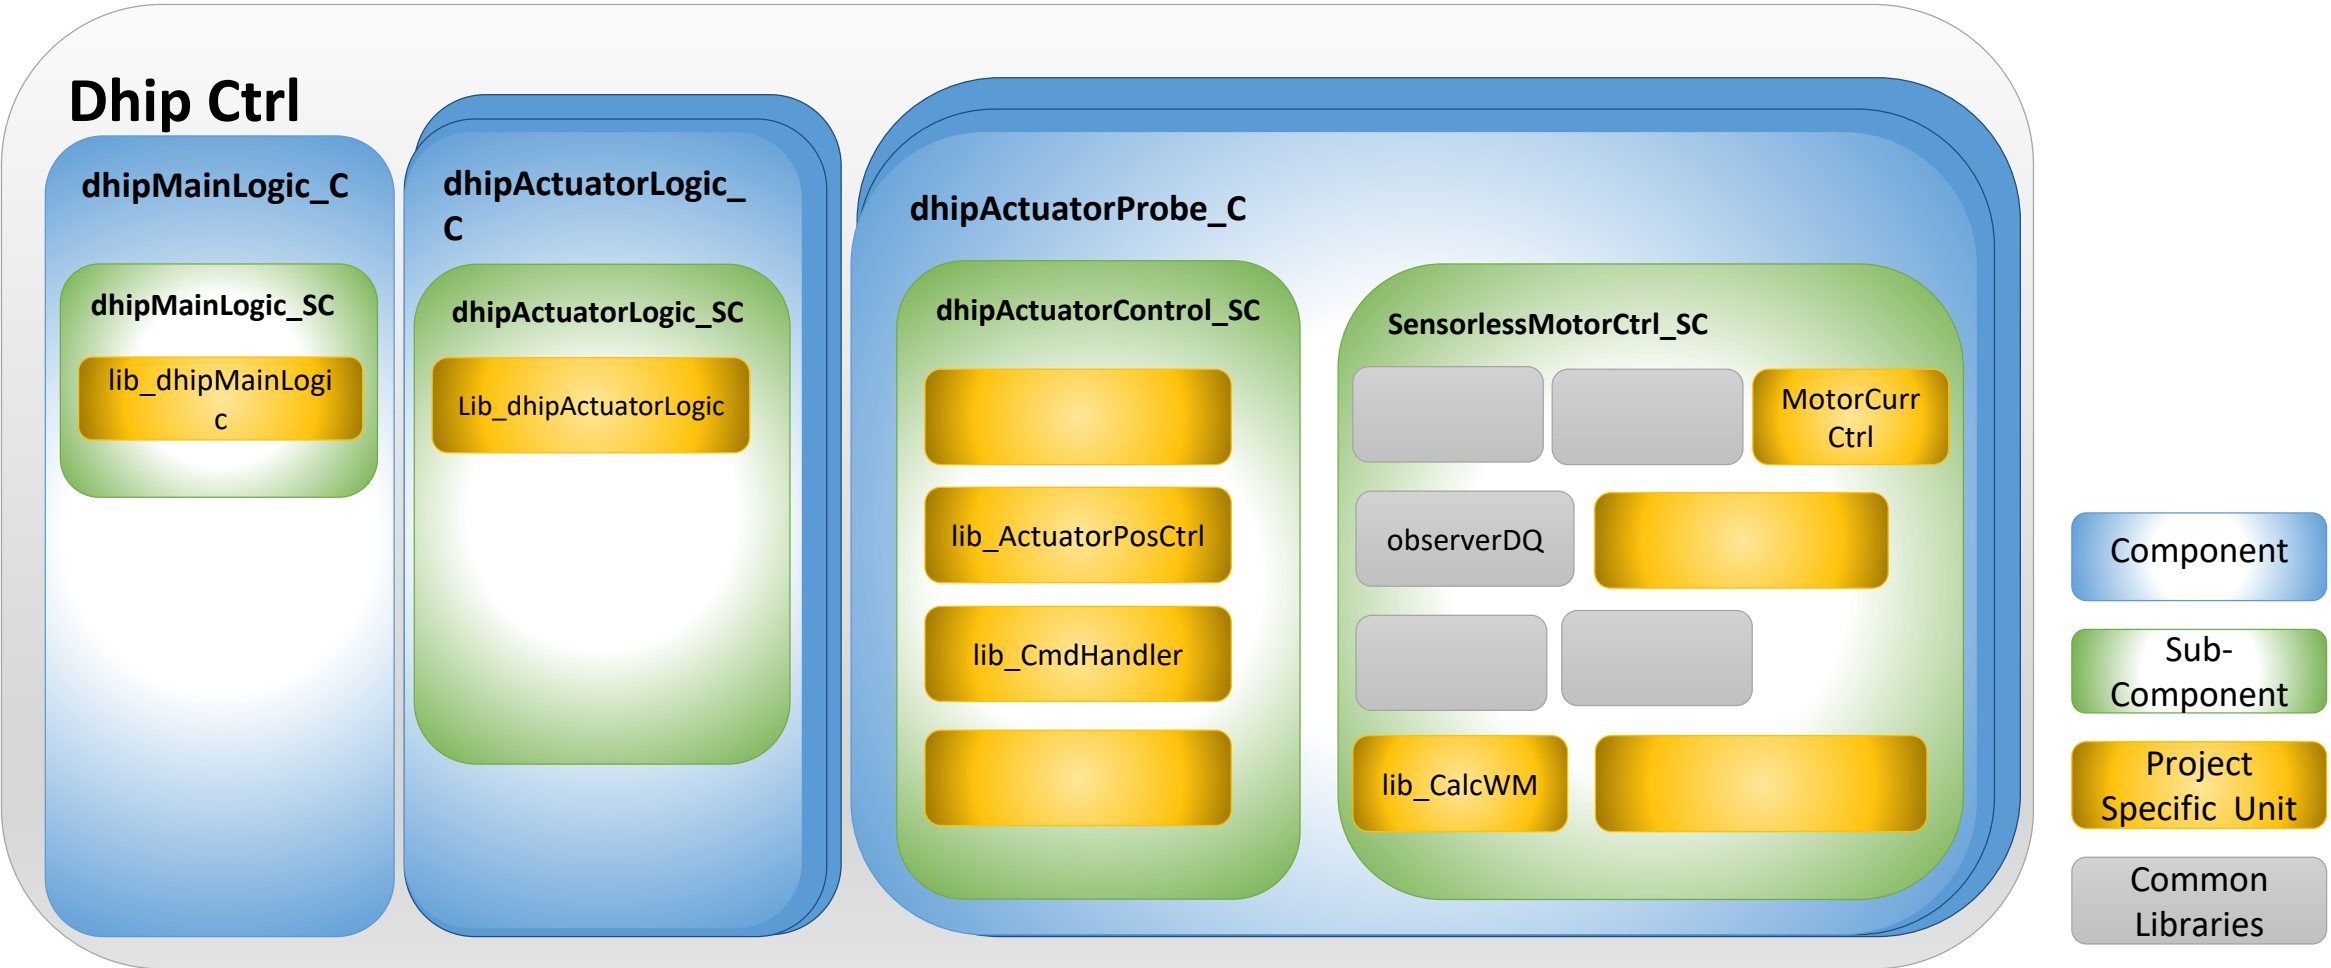 Dhip Ctrl
dhipMainLogic_C
dhipMainLogic_SC
lib_dhipMainLogi
c
dhipActuatorLogic_
C
dhipActuatorLogic_SC
Lib_dhipActuatorLogic
dhipActuatorProbe_C
dhipActuatorControl_SC
lib_ActuatorPosCtrl
lib_CmdHandler
SensorlessMotorCtrl_SC
MotorCurr
Ctrl
observerDQ
lib_CalcWM
Component
Sub-
Component
Project
Specific Unit
Common
Libraries